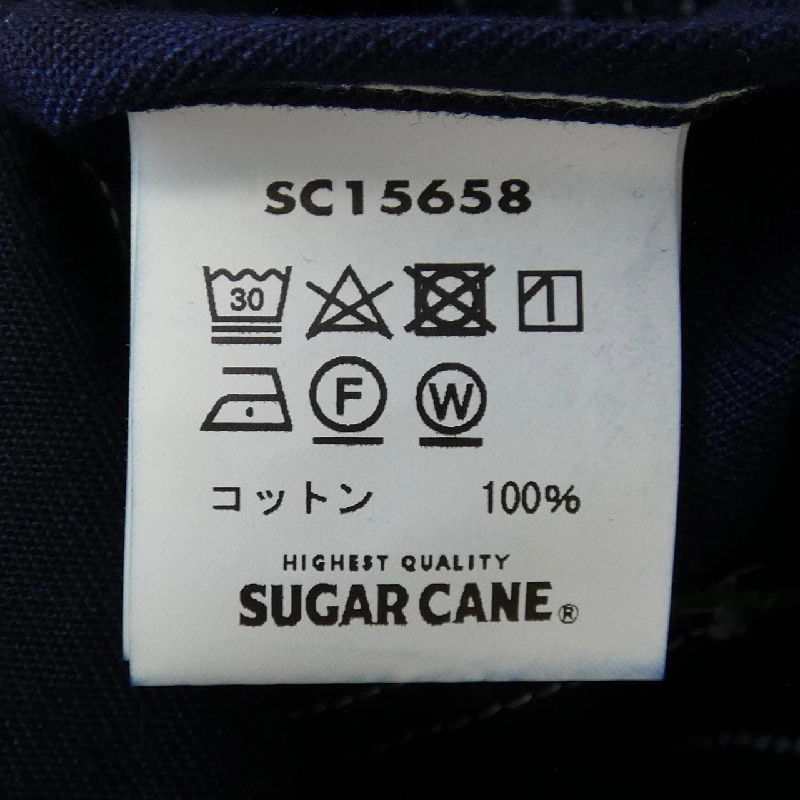 SC15658
30
F W
コットン 100%
HIGHEST QUALITY
SUGAR CANE®